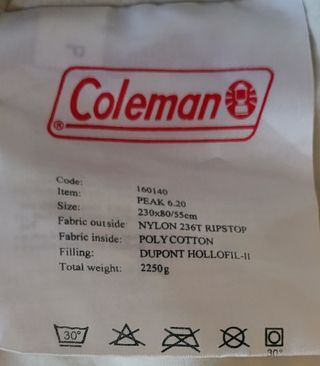 Coleman
®
Code: 160140
Item: PEAK 6.20
Size: 230x80/55cm
Fabric outside: NYLON 236T RIPSTOP
Fabric inside: POLY COTTON
Filling: DUPONT HOLLOFIL-II
Total weight: 2250g
30°
30°